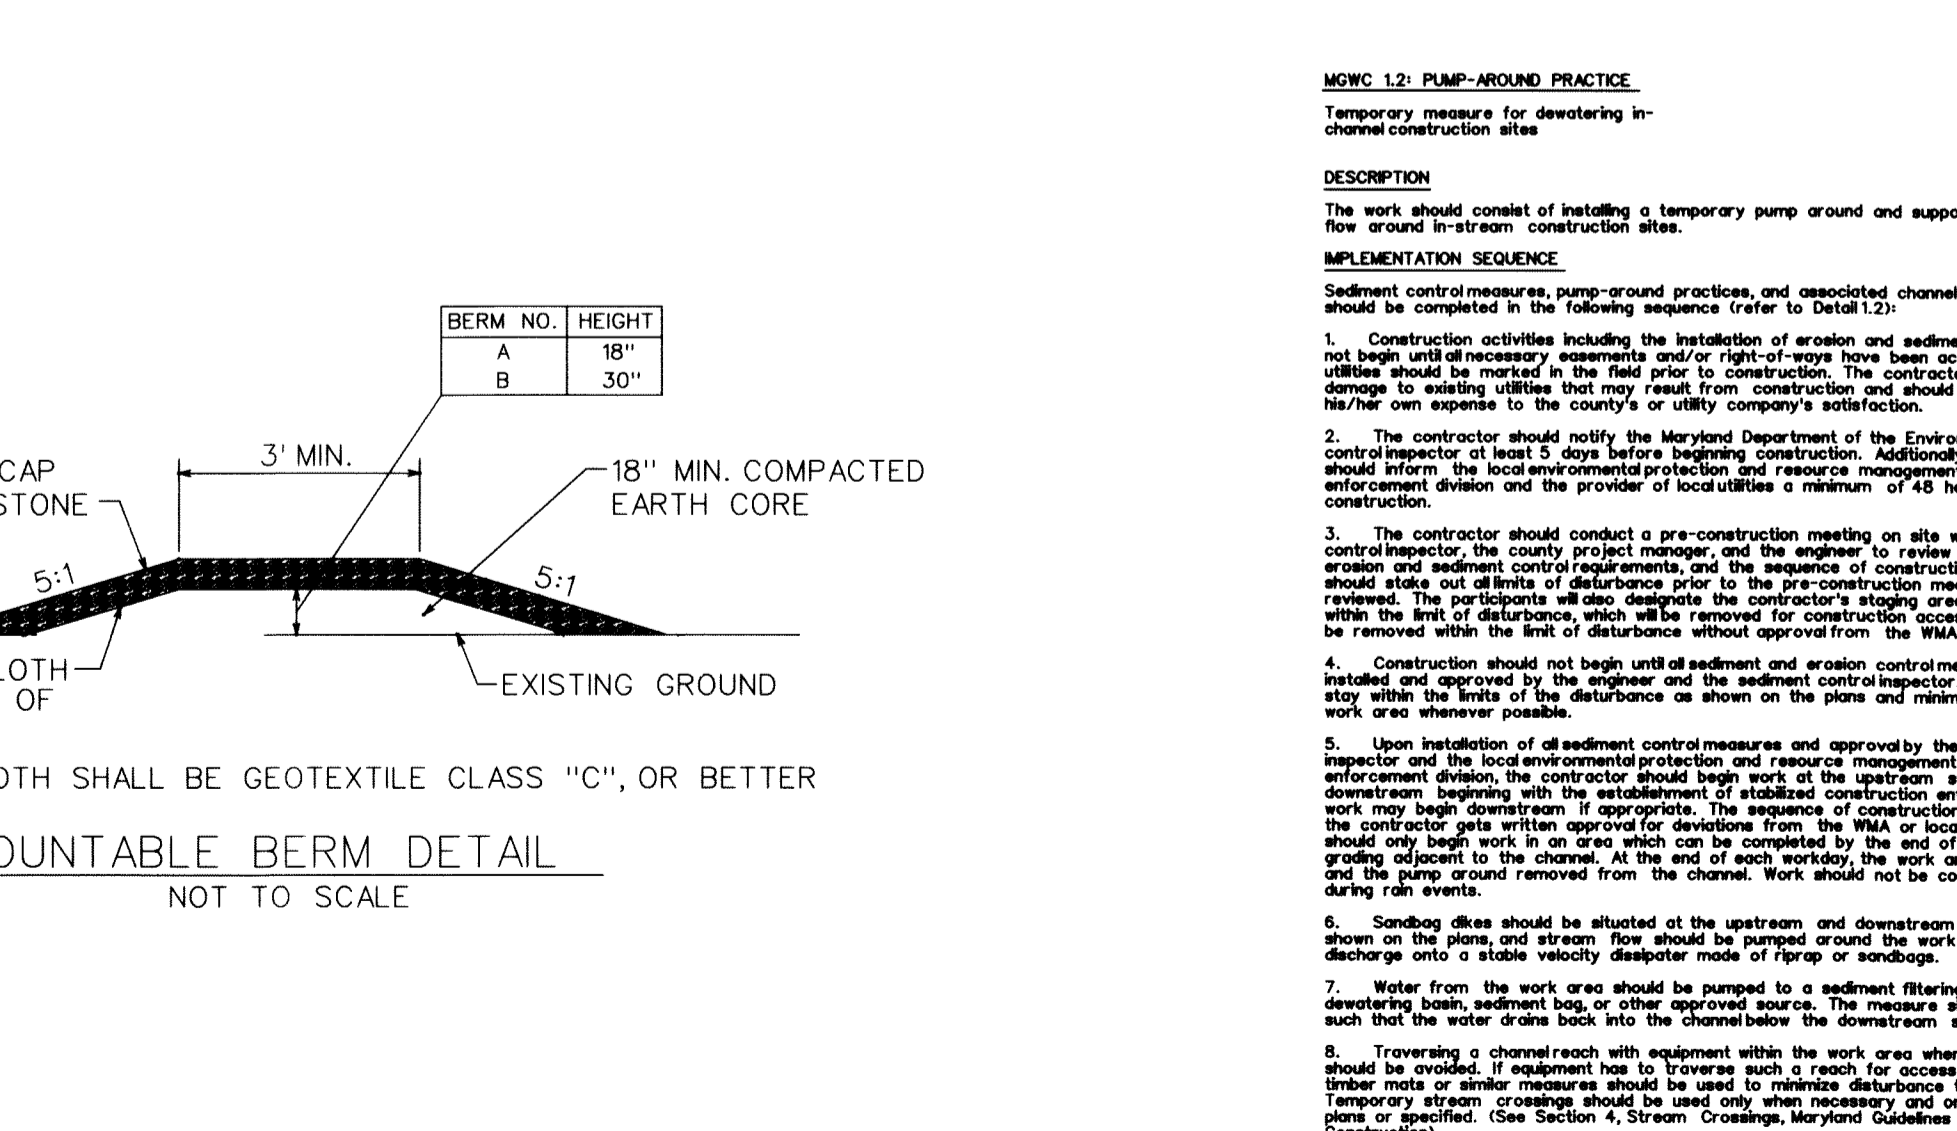 BERM NO. HEIGHT
A 18"
B 30"
CAP
STONE
3' MIN.
18" MIN. COMPACTED
EARTH CORE
5:1
5:1
LOTH
OF
EXISTING GROUND
OTH SHALL BE GEOTEXTILE CLASS "C", OR BETTER
OUNTABLE BERM DETAIL
NOT TO SCALE
MGWC 1.2: PUMP-AROUND PRACTICE
Temporary measure for dewatering in-
channel construction sites
DESCRIPTION
The work should consist of installing a temporary pump around and suppo
flow around in-stream construction sites.
IMPLEMENTATION SEQUENCE
Sediment control measures, pump-around practices, and associated channel
should be completed in the following sequence (refer to Detail 1.2):
1. Construction activities including the installation of erosion and sedime
not begin until all necessary easements and/or right-of-ways have been ac
utilities should be marked in the field prior to construction. The contracto
damage to existing utilities that may result from construction and should
his/her own expense to the county's or utility company's satisfaction.
2. The contractor should notify the Maryland Department of the Enviro
control inspector at least 5 days before beginning construction. Additionally
should inform the local environmental protection and resource management
enforcement division and the provider of local utilities a minimum of 48 ho
construction.
3. The contractor should conduct a pre-construction meeting on site w
control inspector, the county project manager, and the engineer to review
erosion and sediment control requirements, and the sequence of constructi
should stake out all limits of disturbance prior to the pre-construction mee
reviewed. The participants will also designate the contractor's staging area
within the limit of disturbance, which will be removed for construction acces
be removed within the limit of disturbance without approval from the WMA
4. Construction should not begin until all sediment and erosion control me
installed and approved by the engineer and the sediment control inspector.
stay within the limits of the disturbance as shown on the plans and minim
work area whenever possible.
5. Upon installation of all sediment control measures and approval by the
inspector and the local environmental protection and resource management
enforcement division, the contractor should begin work at the upstream s
downstream beginning with the establishment of stabilized construction en
work may begin downstream if appropriate. The sequence of construction
the contractor gets written approval for deviations from the WMA or loca
should only begin work in an area which can be completed by the end of
grading adjacent to the channel. At the end of each workday, the work ar
and the pump around removed from the channel. Work should not be co
during rain events.
6. Sandbag dikes should be situated at the upstream and downstream
shown on the plans, and stream flow should be pumped around the work
discharge onto a stable velocity dissipater made of riprap or sandbags.
7. Water from the work area should be pumped to a sediment filtering
dewatering basin, sediment bag, or other approved source. The measure s
such that the water drains back into the channel below the downstream s
8. Traversing a channel reach with equipment within the work area wher
should be avoided. If equipment has to traverse such a reach for access
timber mats or similar measures should be used to minimize disturbance t
Temporary stream crossings should be used only when necessary and on
plans or specified. (See Section 4, Stream Crossings, Maryland Guidelines